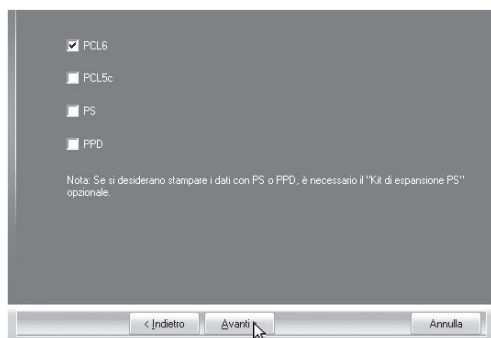 PCL6
PCL5c
PS
PPD
Nota: Se si desiderano stampare i dati con PS o PPD, è necessario il "Kit di espansione PS"
opzionale.
< Indietro
Avanti >
Annulla